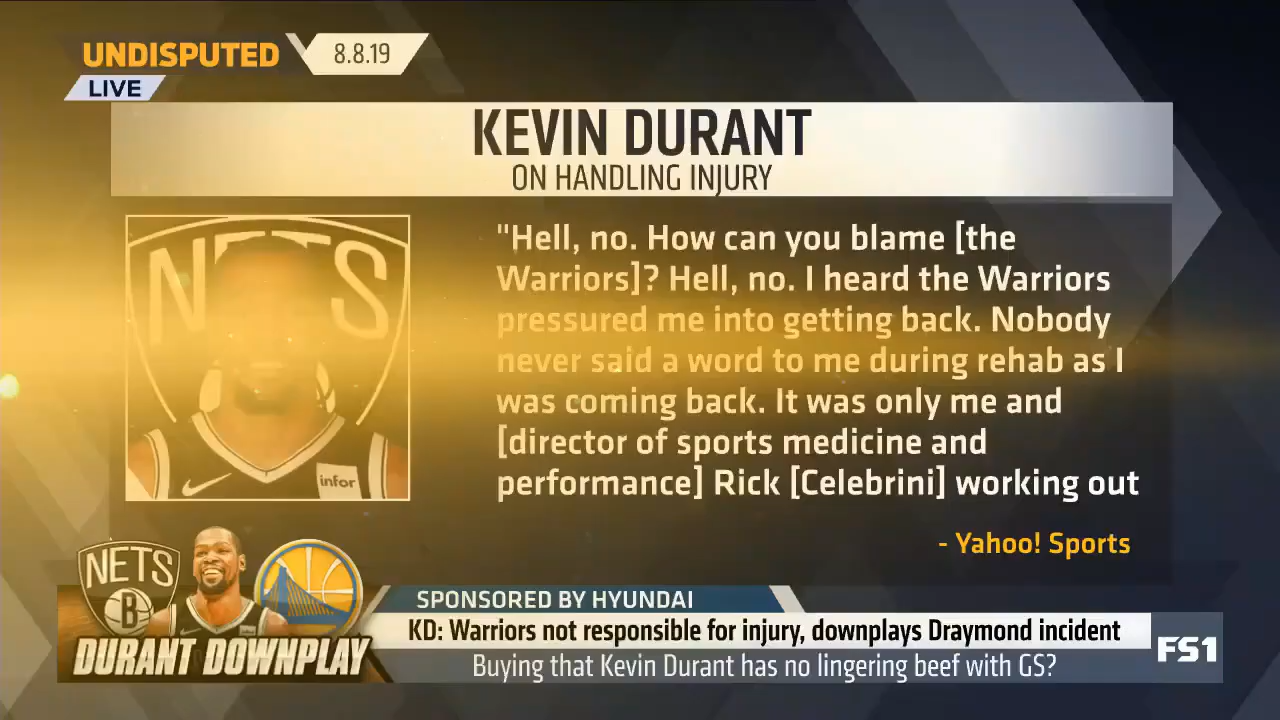 UNDISPUTED
8.8.19
LIVE
KEVIN DURANT
ON HANDLING INJURY
NETS
infor
"Hell, no. How can you blame [the
Warriors]? Hell, no. I heard the Warriors
pressured me into getting back. Nobody
never said a word to me during rehab as I
was coming back. It was only me and
[director of sports medicine and
performance] Rick [Celebrini] working out
- Yahoo! Sports
NETS
B
DURANT DOWNPLAY
SPONSORED BY HYUNDAI
KD: Warriors not responsible for injury, downplays Draymond incident
Buying that Kevin Durant has no lingering beef with GS?
FS1